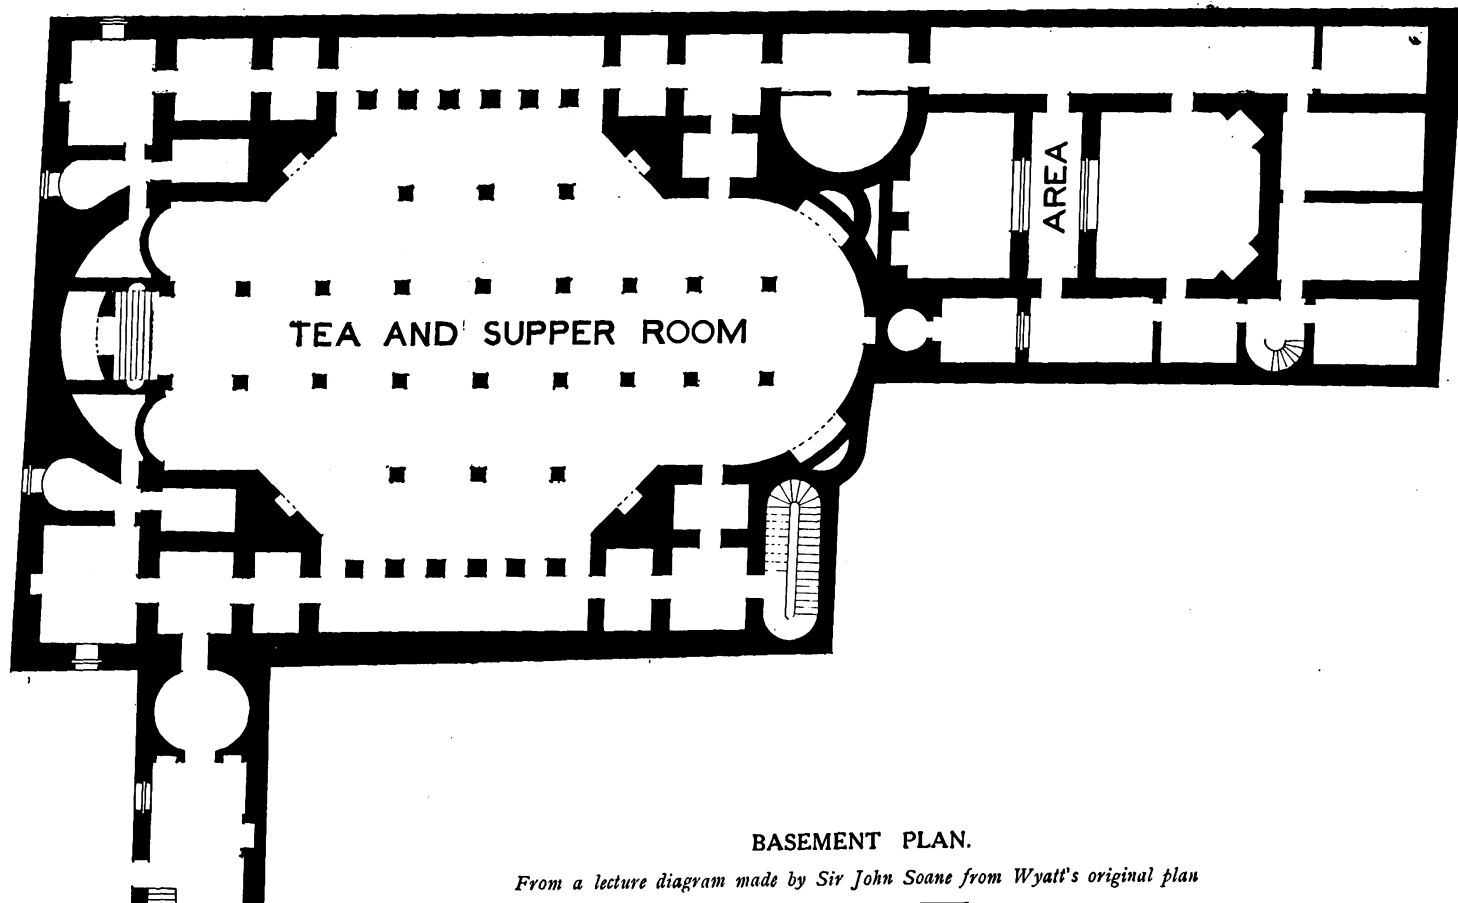 AREA
TEA AND SUPPER ROOM
BASEMENT PLAN.
From a lecture diagram made by Sir John Soane from Wyatt's original plan